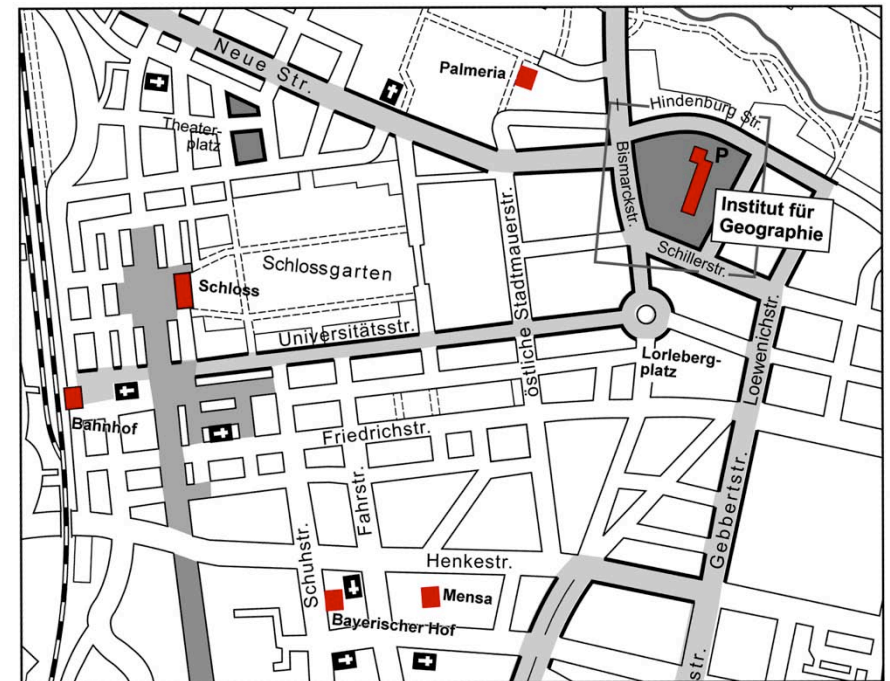 Neue Str.
Palmeria
Hindenburg Str.
Theater-
platz
Bismarckstr.
P
Institut für
Geographie
Schillerstr.
Schlossgarten
Schloss
östliche Stadtmauerstr.
Universitätsstr.
Loewenichstr.
Lorleberg-
platz
Bahnhof
Friedrichstr.
Fahrstr.
Gebbertstr.
Schuhstr.
Henkestr.
Mensa
Bayerischer Hof
str.